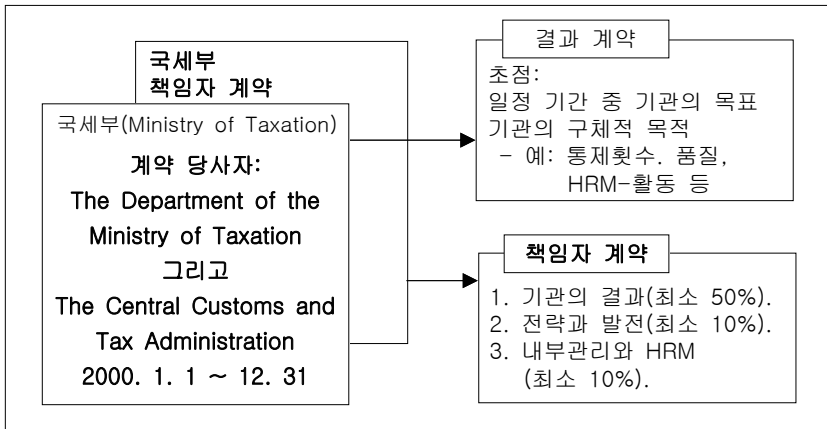 국세부
책임자 계약
국세부(Ministry of Taxation)
계약 당사자:
The Department of the
Ministry of Taxation
그리고
The Central Customs and
Tax Administration
2000. 1. 1 ~ 12. 31
결과 계약
초점:
일정 기간 중 기관의 목표
기관의 구체적 목적
- 예: 통제횟수. 품질,
HRM-활동 등
책임자 계약
1. 기관의 결과(최소 50%).
2. 전략과 발전(최소 10%).
3. 내부관리와 HRM
(최소 10%).